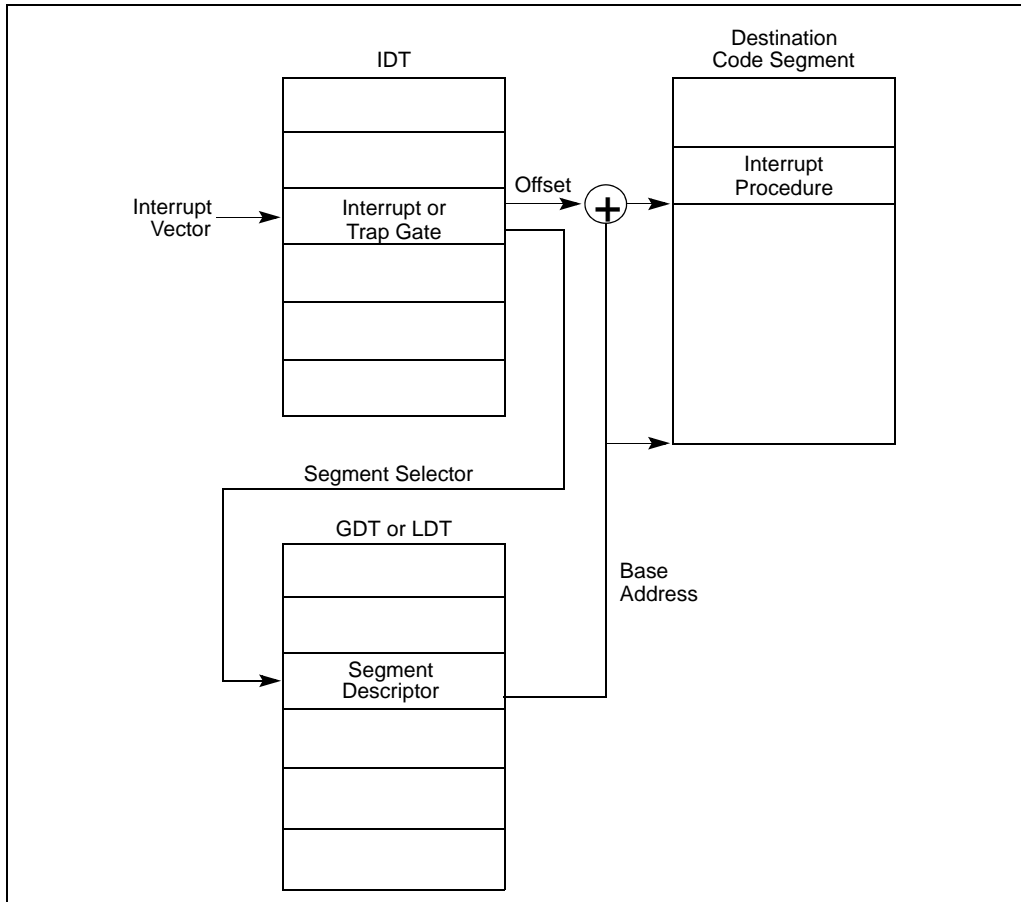 IDT
Destination
Code Segment
Interrupt
Vector
Interrupt or
Trap Gate
Offset
+
Interrupt
Procedure
Segment Selector
GDT or LDT
Base
Address
Segment
Descriptor